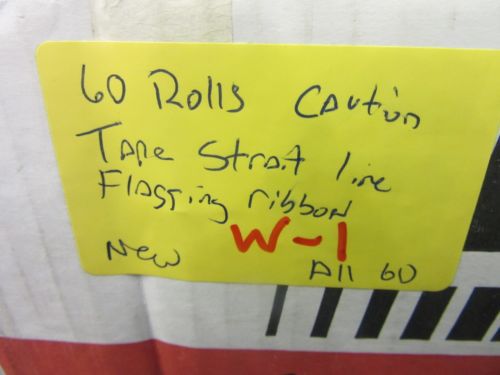 60 Rolls Caution
Tape Strait line
Flagging ribbon
W-1
New All 60